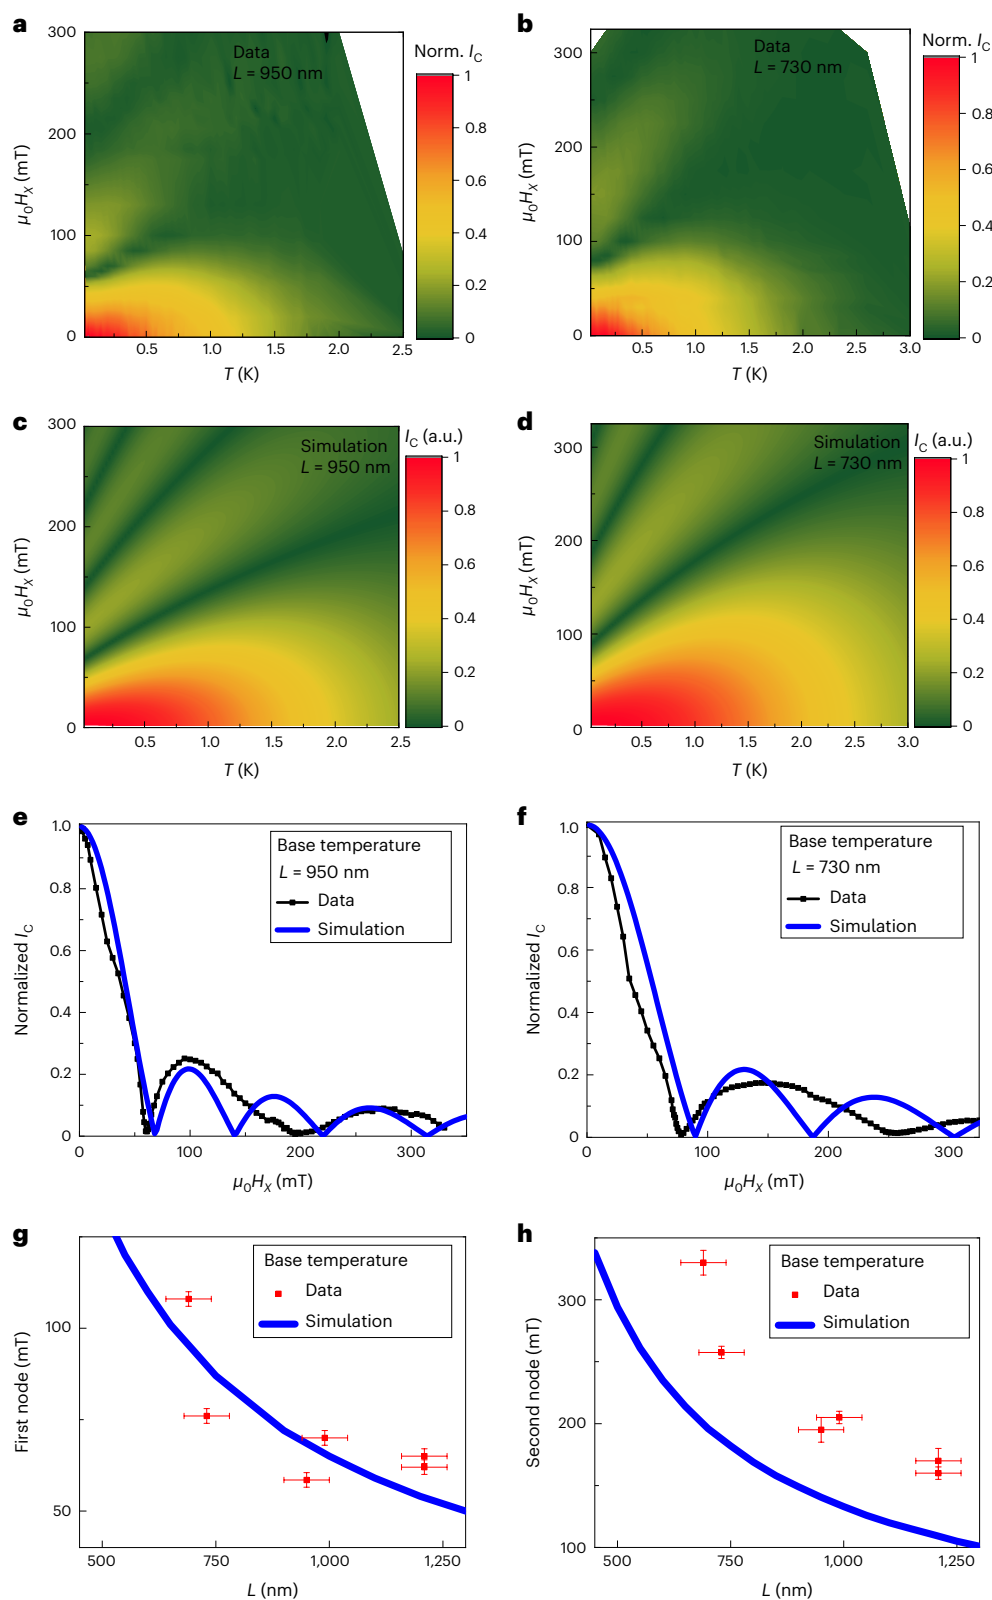 a
Data
L = 950 nm
Norm. I_C
300
200
100
0
0.5
1.0
1.5
2.0
2.5
μ₀H_X (mT)
T (K)
1
0.8
0.6
0.4
0.2
0
b
Data
L = 730 nm
Norm. I_C
300
200
100
0
0.5
1.0
1.5
2.0
2.5
3.0
μ₀H_X (mT)
T (K)
1
0.8
0.6
0.4
0.2
0
c
Simulation
L = 950 nm
I_C (a.u.)
300
200
100
0
0.5
1.0
1.5
2.0
2.5
μ₀H_X (mT)
T (K)
1
0.8
0.6
0.4
0.2
0
d
Simulation
L = 730 nm
I_C (a.u.)
300
200
100
0
0.5
1.0
1.5
2.0
2.5
3.0
μ₀H_X (mT)
T (K)
1
0.8
0.6
0.4
0.2
0
e
Base temperature
L = 950 nm
Data
Simulation
Normalized I_C
1.0
0.8
0.6
0.4
0.2
0
0
100
200
300
μ₀H_X (mT)
f
Base temperature
L = 730 nm
Data
Simulation
Normalized I_C
1.0
0.8
0.6
0.4
0.2
0
0
100
200
300
μ₀H_X (mT)
g
Base temperature
Data
Simulation
First node (mT)
100
50
500
750
1,000
1,250
L (nm)
h
Base temperature
Data
Simulation
Second node (mT)
300
200
100
500
750
1,000
1,250
L (nm)